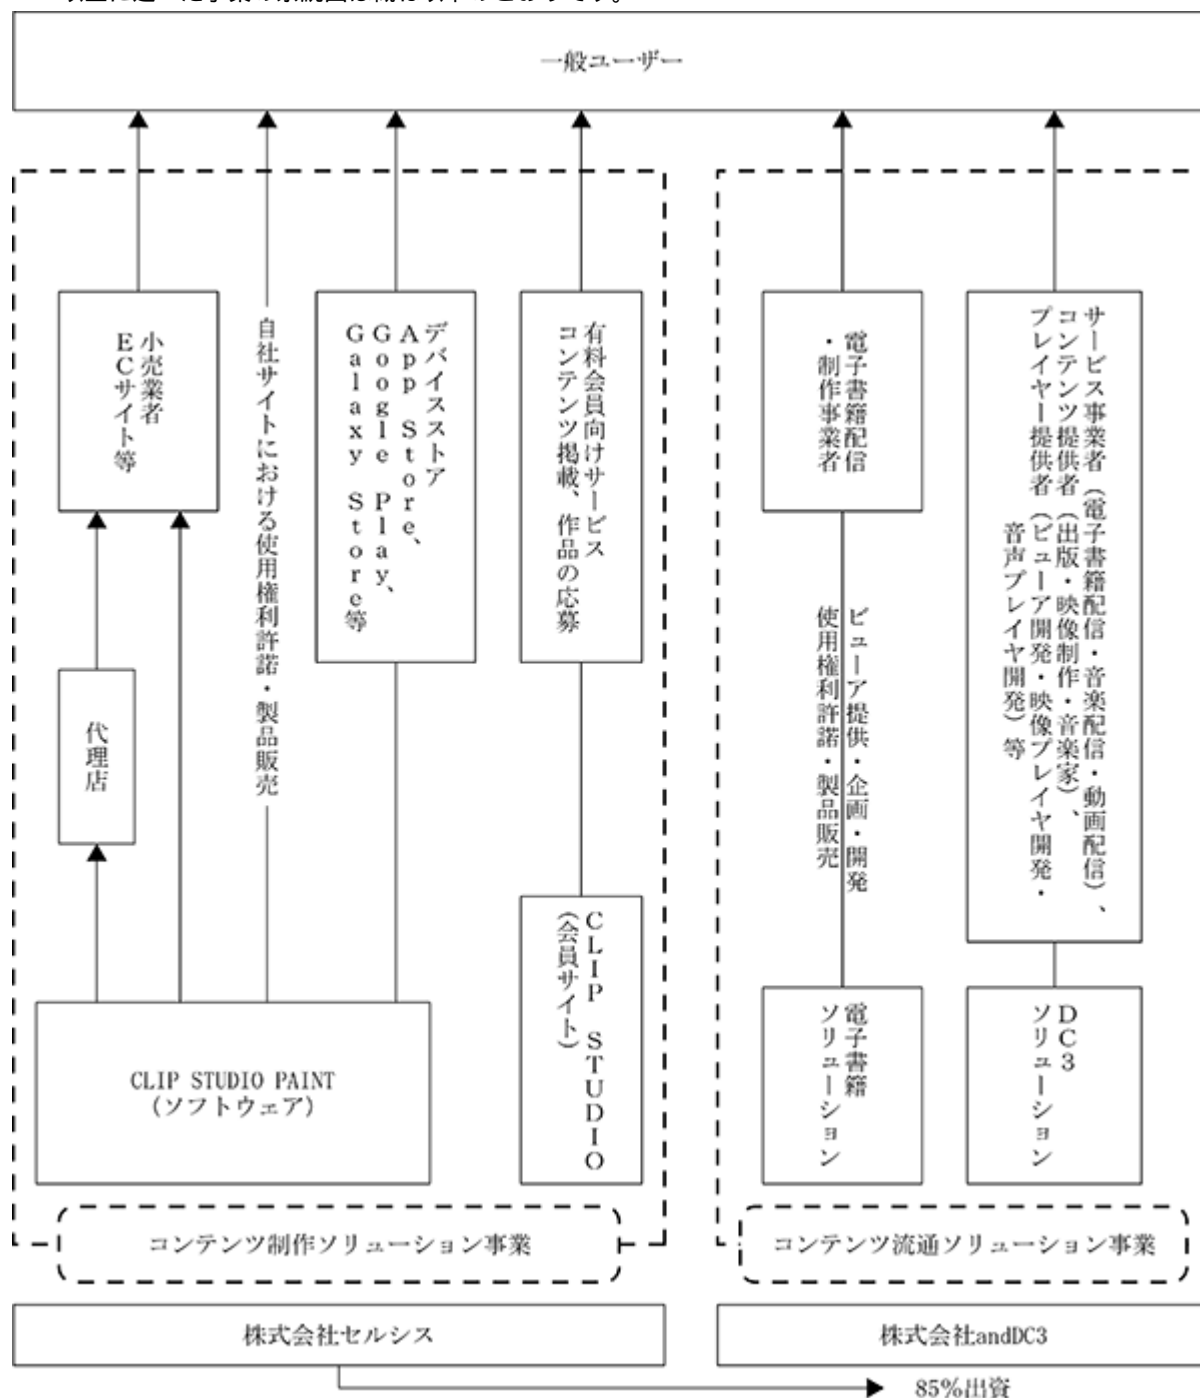 一般ユーザー
小売業者
ECサイト等
自社サイトにおける使用権利許諾・製品販売
デバイスストア
App Store、
Google Play、
Galaxy Store等
有料会員向けサービス
コンテンツ掲載、作品の応募
電子書籍配信
・制作事業者
サービス事業者（電子書籍配信・音楽配信・動画配信）、
コンテンツ提供者（出版・映像制作・音楽家）、
プレイヤー提供者（ビューア開発・映像プレイヤ開発・
音声プレイヤ開発）等
代理店
ビューア提供・企画・開発
使用権利許諾・製品販売
CLIP STUDIO PAINT
（ソフトウェア）
CLIP STUDIO
（会員サイト）
電子書籍
ソリューション
DC3
ソリューション
コンテンツ制作ソリューション事業
コンテンツ流通ソリューション事業
株式会社セルシス
株式会社andDC3
85%出資